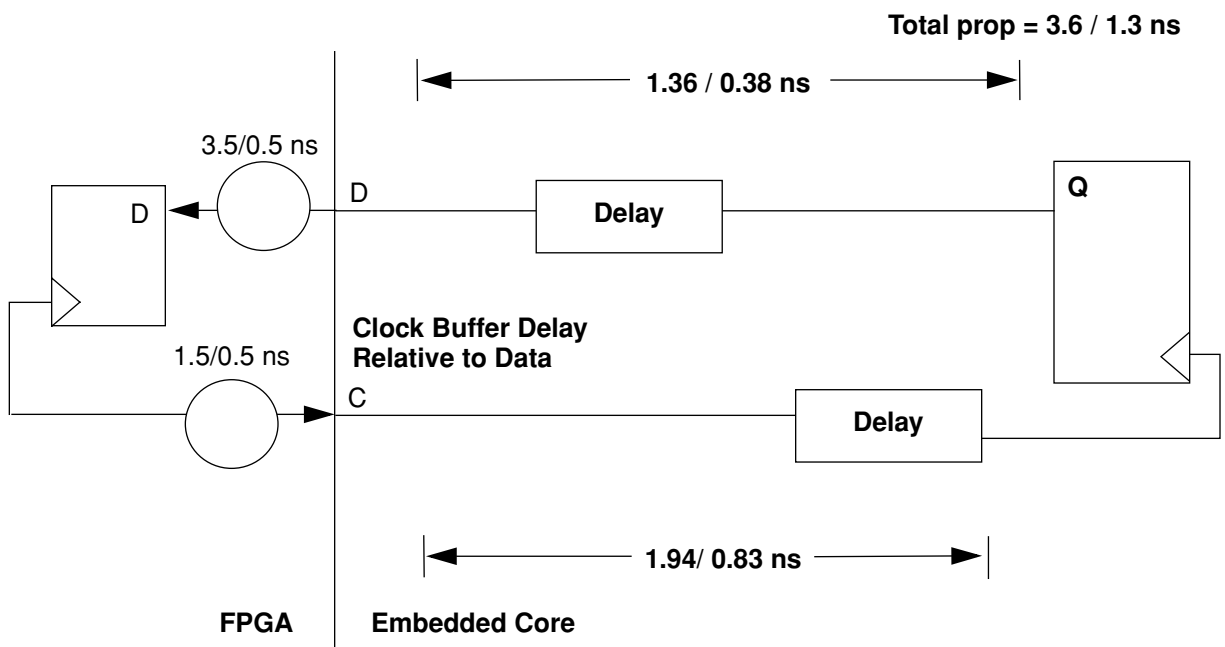 Total prop = 3.6 / 1.3 ns
1.36 / 0.38 ns
3.5/0.5 ns
D
D
Delay
Q
Clock Buffer Delay
Relative to Data
1.5/0.5 ns
C
Delay
1.94/ 0.83 ns
FPGA
Embedded Core